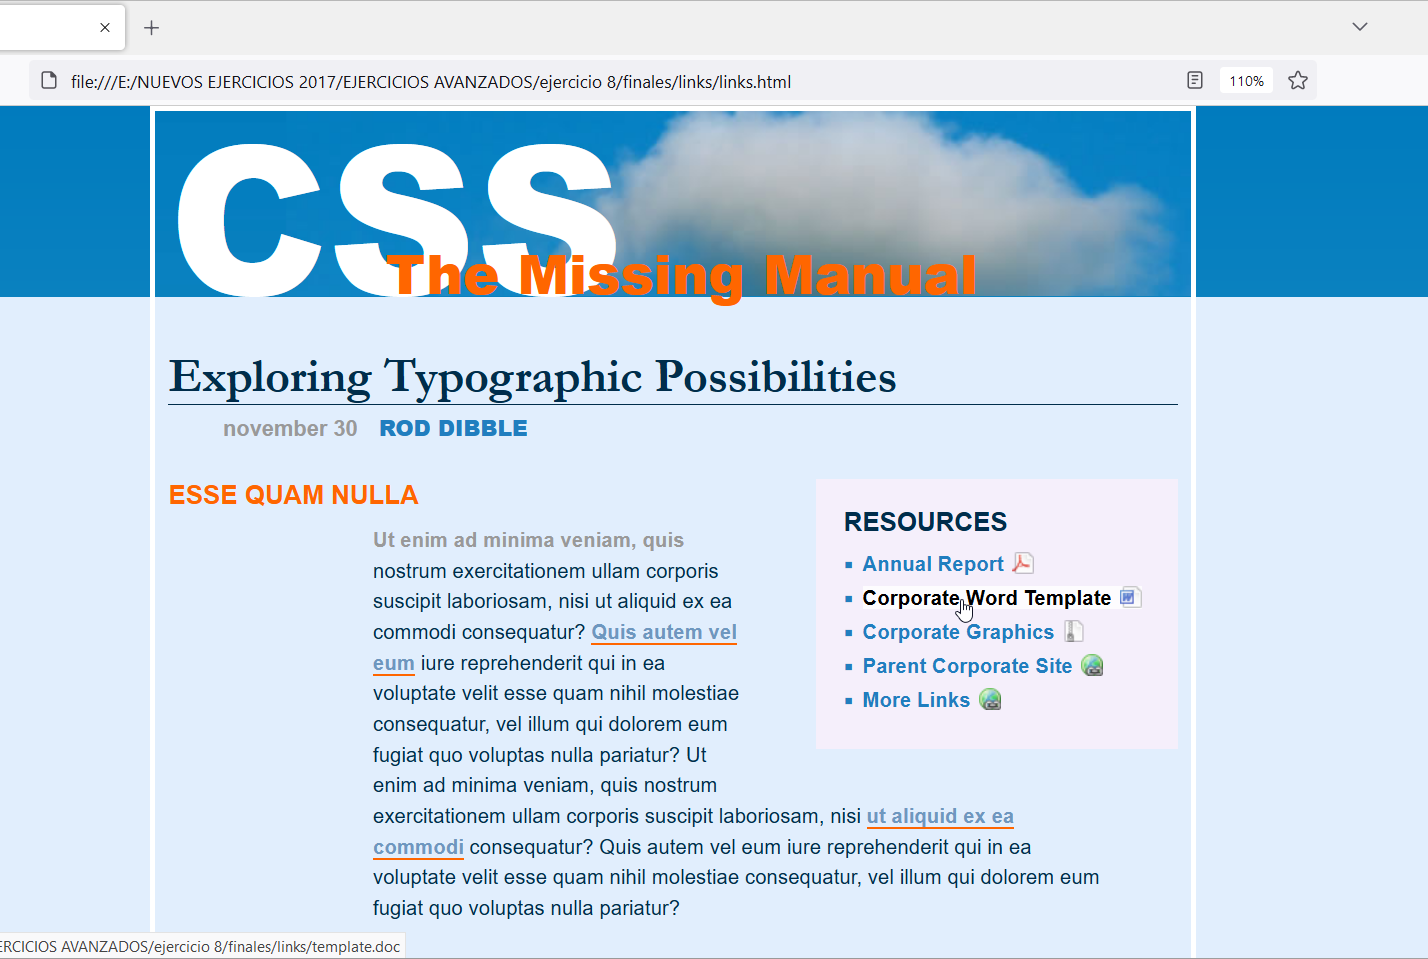 file:///E:/NUEVOS EJERCICIOS 2017/EJERCICIOS AVANZADOS/ejercicio 8/finales/links/links.html
110%
CSS
The Missing Manual
Exploring Typographic Possibilities
november 30 ROD DIBBLE
ESSE QUAM NULLA
Ut enim ad minima veniam, quis
nostrum exercitationem ullam corporis
suscipit laboriosam, nisi ut aliquid ex ea
commodi consequatur? Quis autem vel
eum iure reprehenderit qui in ea
voluptate velit esse quam nihil molestiae
consequatur, vel illum qui dolorem eum
fugiat quo voluptas nulla pariatur? Ut
enim ad minima veniam, quis nostrum
exercitationem ullam corporis suscipit laboriosam, nisi ut aliquid ex ea
commodi consequatur? Quis autem vel eum iure reprehenderit qui in ea
voluptate velit esse quam nihil molestiae consequatur, vel illum qui dolorem eum
fugiat quo voluptas nulla pariatur?
RESOURCES
Annual Report
Corporate Word Template
Corporate Graphics
Parent Corporate Site
More Links
ERCICIOS AVANZADOS/ejercicio 8/finales/links/template.doc